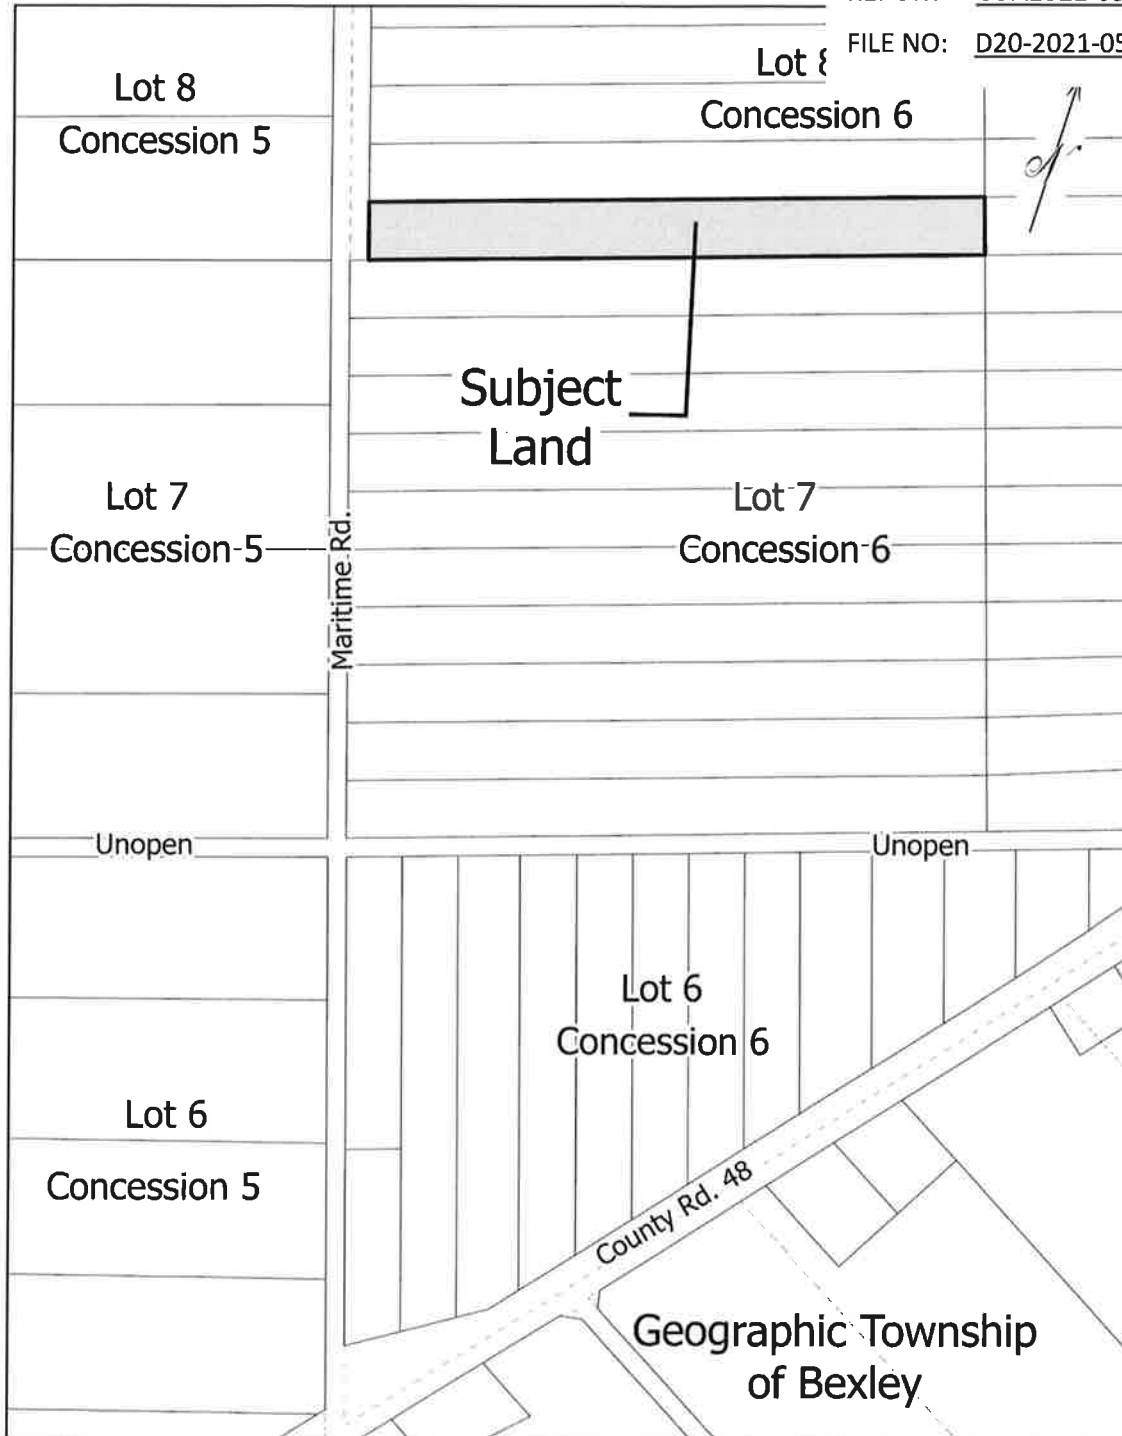 FILE NO: D20-2021-05
Lot 8
Concession 5
Lot 8
Concession 6
Subject
Land
Lot 7
Concession 5
Lot 7
Concession 6
Maritime Rd.
Unopen
Unopen
Lot 6
Concession 6
Lot 6
Concession 5
County Rd. 48
Geographic Township
of Bexley